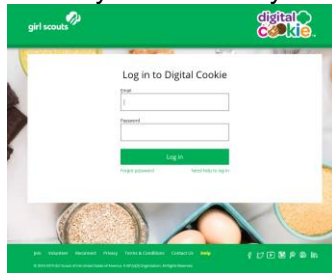 girl scouts
digital
cookie
Log in to Digital Cookie
Email
Password
Log in
Forgot password
Need help to log in
Join Volunteer Reconnect Privacy Terms & Conditions Contact Us Help